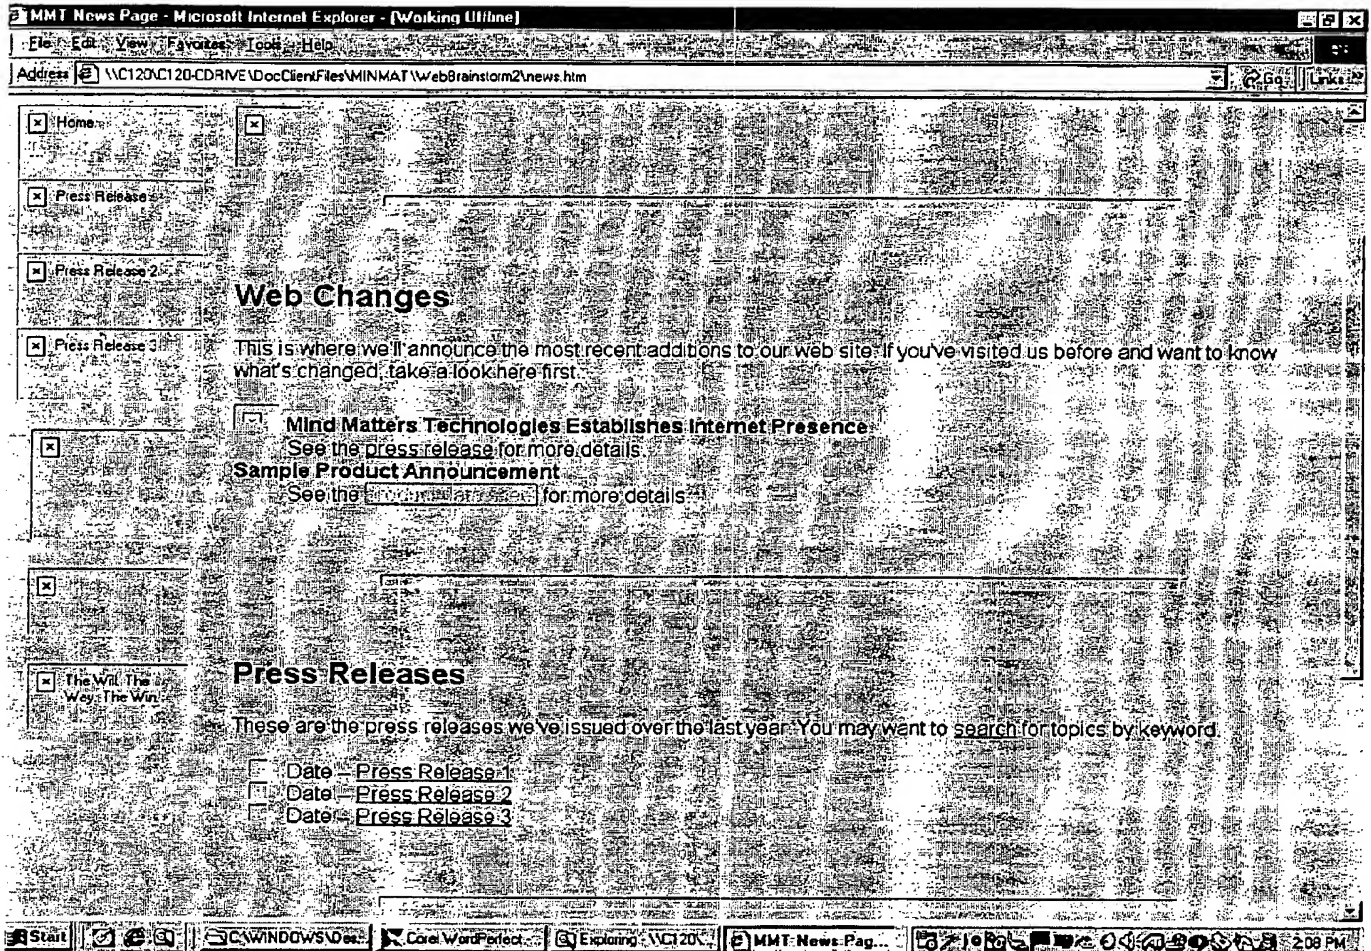 MMT News Page - Microsoft Internet Explorer - [Working Offline]
File Edit View Favorites Tools Help
Address \\C120\C120-CDRIVE\DocClientFiles\MINMAT\WebBrainstorm2\news.htm Go Links
Home
Press Release
Press Release 2
Press Release 3
Web Changes
This is where we'll announce the most recent additions to our web site. If you've visited us before and want to know
what's changed, take a look here first.
Mind Matters Technologies Establishes Internet Presence
See the press release for more details.
Sample Product Announcement
See the for more details
The Will. The
Way. The Win.
Press Releases
These are the press releases we've issued over the last year. You may want to search for topics by keyword.
Date -- Press Release 1
Date -- Press Release 2
Date -- Press Release 3
Start C:\WINDOWS\Des... Corel WordPerfect - Exploring - \\C120\... MMT News Pag... 2:08 PM